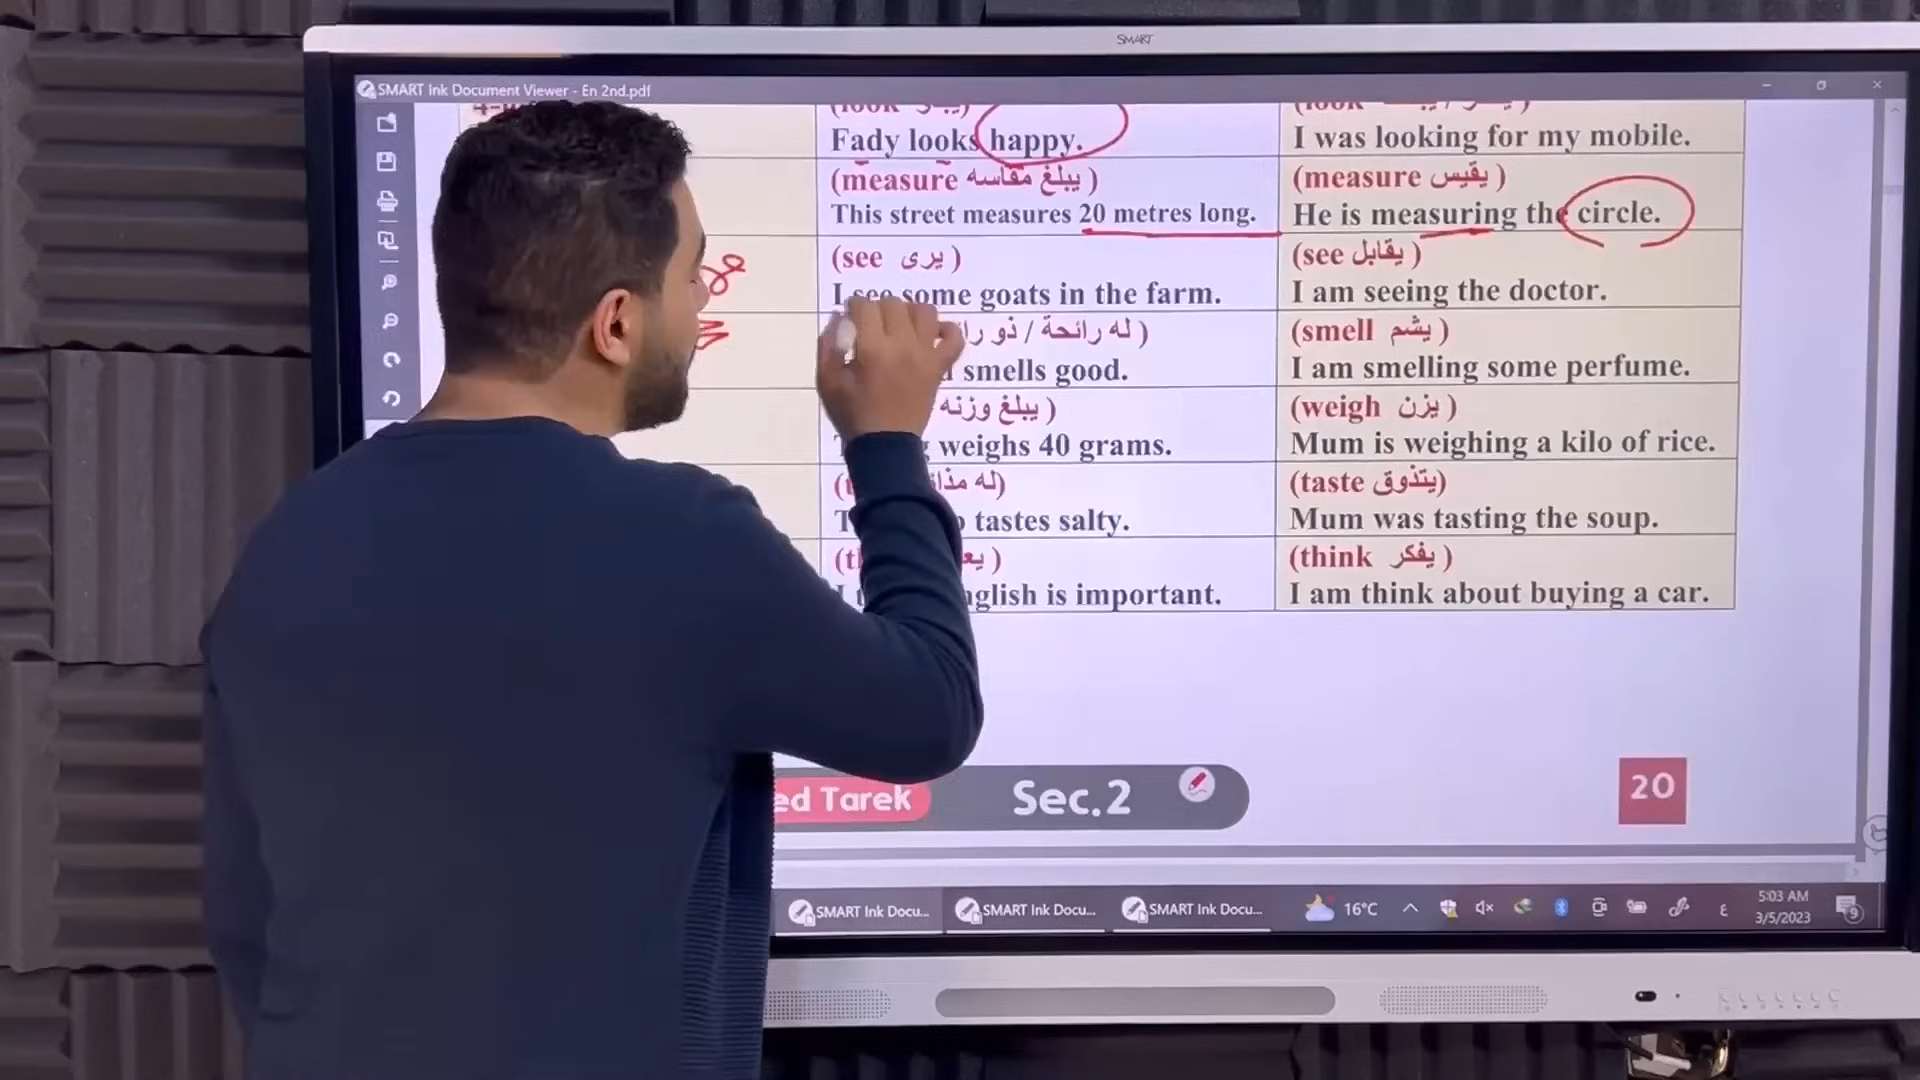 SMART
SMART Ink Document Viewer - En 2nd.pdf
Fady looks happy.
I was looking for my mobile.
(measure يبلغ مقاسه )
(measure يقيس )
This street measures 20 metres long.
He is measuring the circle.
(see يرى )
(see يقابل )
I see some goats in the farm.
I am seeing the doctor.
له رائحة / ذو )
(smell يشم )
smells good.
I am smelling some perfume.
يبلغ وزنه )
(weigh يزن )
weighs 40 grams.
Mum is weighing a kilo of rice.
(taste يتذوق)
tastes salty.
Mum was tasting the soup.
(think يفكر )
is important.
I am think about buying a car.
Tarek
Sec.2
20
SMART Ink Docu...
SMART Ink Docu...
SMART Ink Docu...
16°C
ع
5:03 AM
3/5/2023
9